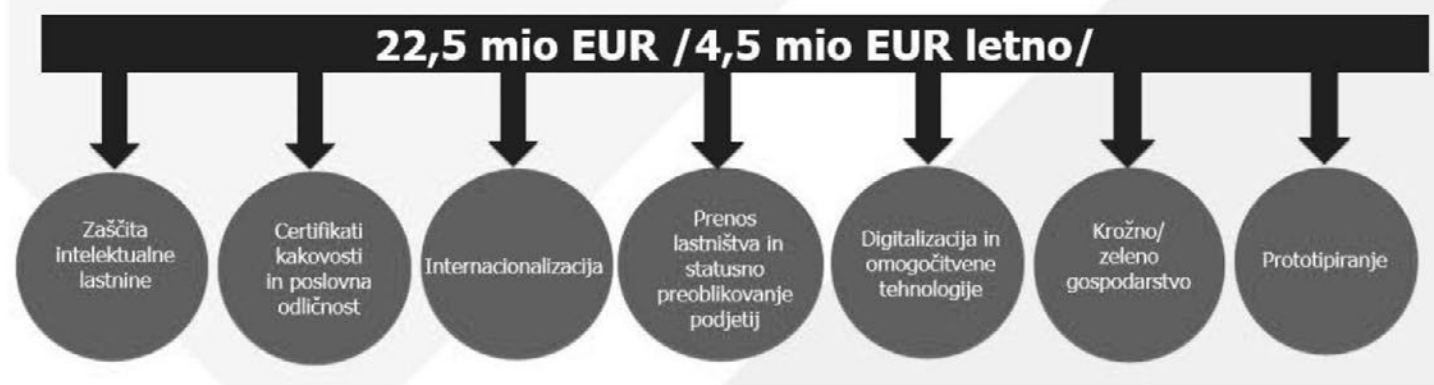 22,5 mio EUR /4,5 mio EUR letno/
Zaščita
intelektualne
lastnine
Certifikati
kakovosti
in poslovna
odličnost
Internacionalizacija
Prenos
lastništva in
statusno
preoblikovanje
podjetij
Digitalizacija in
omogočitvene
tehnologije
Krožno/
zeleno
gospodarstvo
Prototipiranje